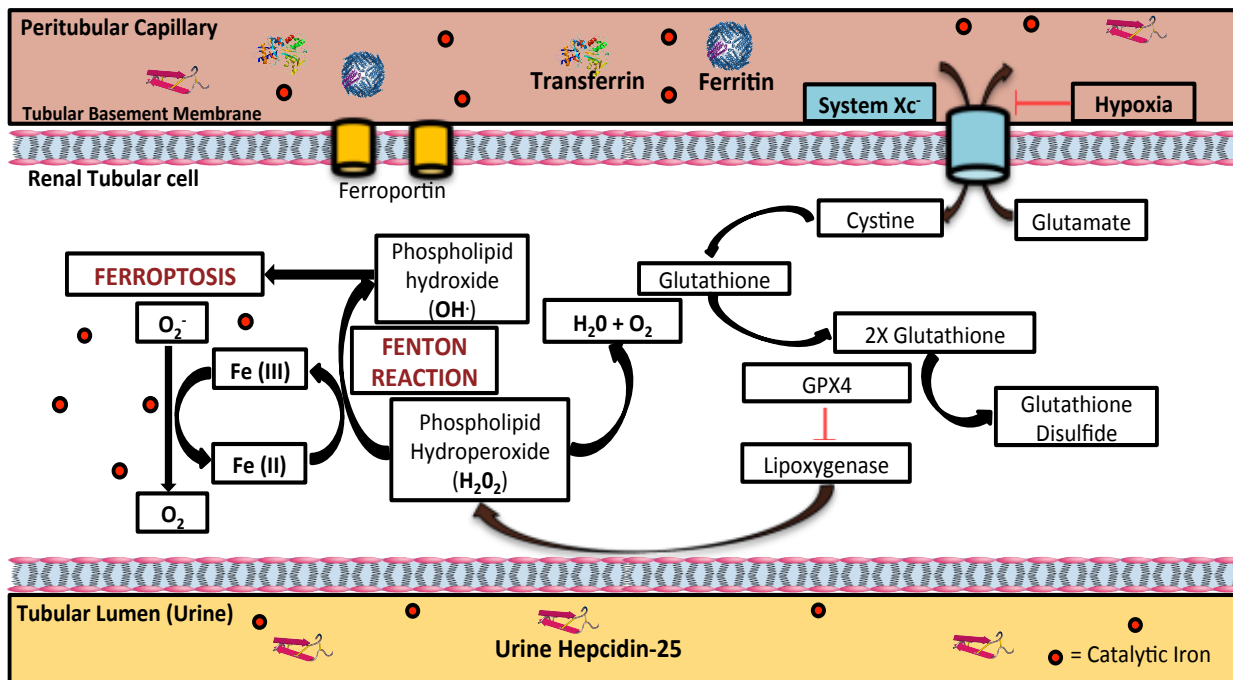 Peritubular Capillary
Transferrin
Ferritin
System Xc⁻
Hypoxia
Tubular Basement Membrane
Renal Tubular cell
Ferroportin
Cystine
Glutamate
FERROPTOSIS
Phospholipid
hydroxide
(OH·)
Glutathione
O₂⁻
H₂0 + O₂
2X Glutathione
Fe (III)
FENTON
REACTION
GPX4
Glutathione
Disulfide
Phospholipid
Hydroperoxide
(H₂0₂)
Fe (II)
Lipoxygenase
O₂
Tubular Lumen (Urine)
Urine Hepcidin-25
= Catalytic Iron